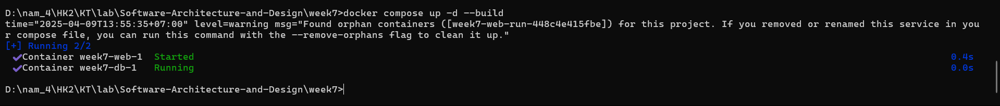 D:\nam_4\HK2\KT\lab\Software-Architecture-and-Design\week7>docker compose up -d --build
time="2025-04-09T13:55:35+07:00" level=warning msg="Found orphan containers ([week7-web-run-448c4e415fbe]) for this project. If you removed or renamed this service in you
r compose file, you can run this command with the --remove-orphans flag to clean it up."
[+] Running 2/2
✔Container week7-web-1  Started 0.4s
✔Container week7-db-1   Running 0.0s
D:\nam_4\HK2\KT\lab\Software-Architecture-and-Design\week7>